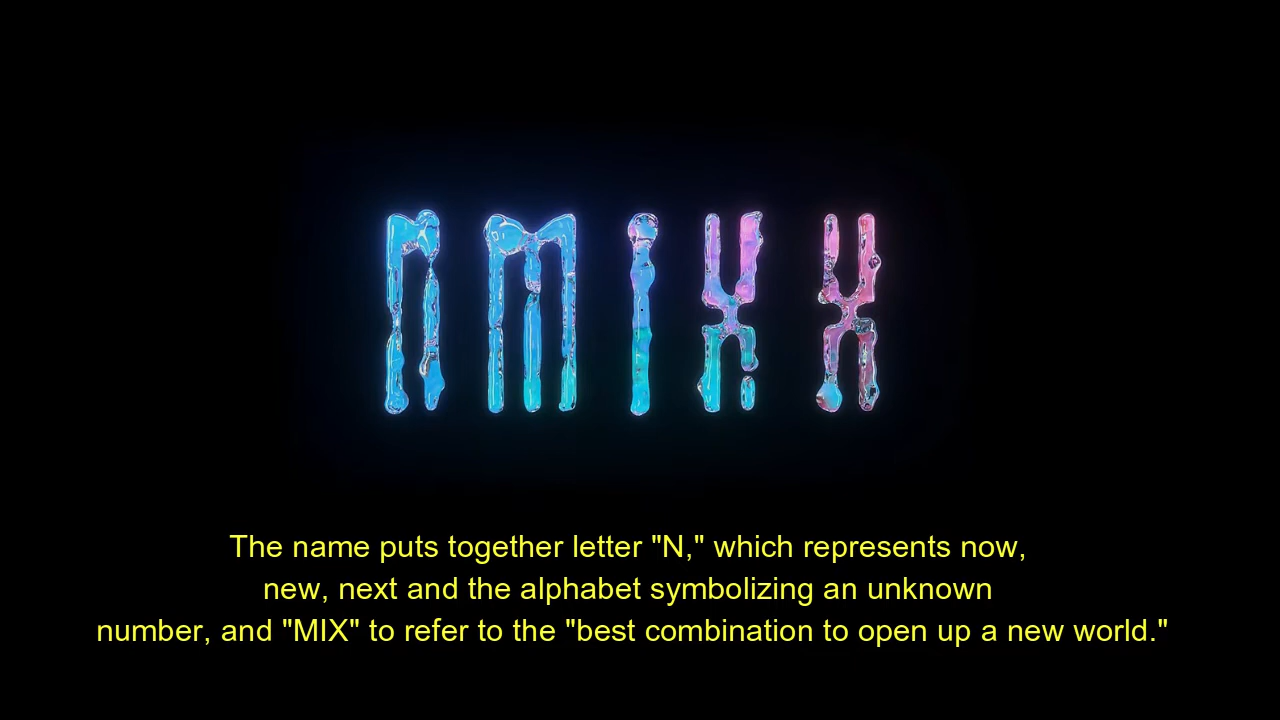 NMIXX
The name puts together letter "N," which represents now,
new, next and the alphabet symbolizing an unknown
number, and "MIX" to refer to the "best combination to open up a new world."